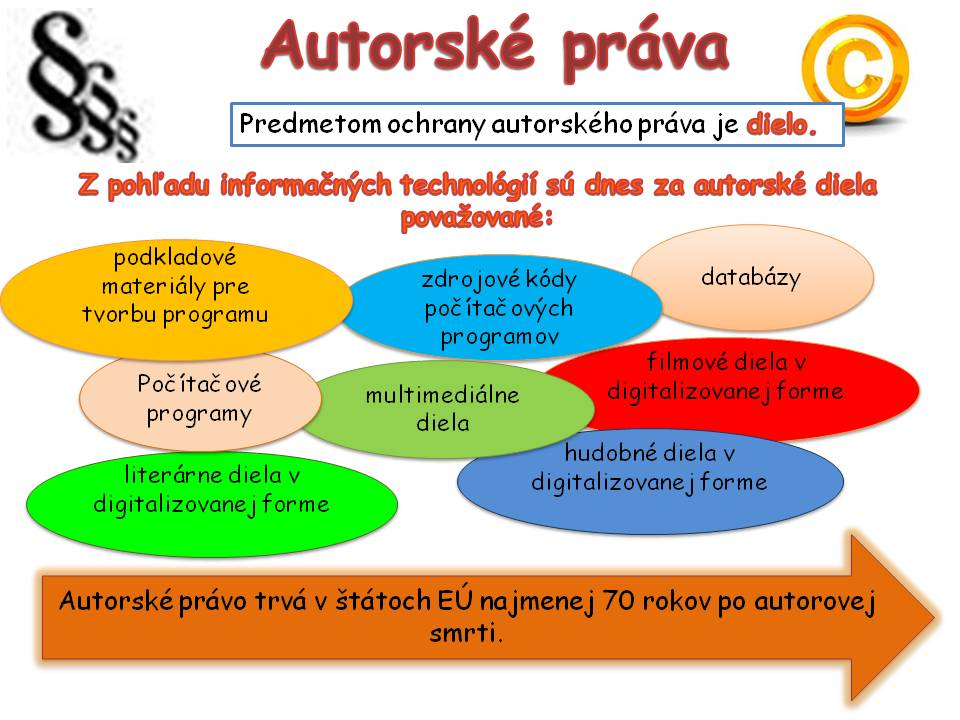 Autorské práva
Predmetom ochrany autorského práva je dielo.
Z pohľadu informačných technológií sú dnes za autorské diela
považované:
podkladové
materiály pre
tvorbu programu
zdrojové kódy
počítačových
programov
databázy
Počítačové
programy
multimediálne
diela
filmové diela v
digitalizovanej forme
literárne diela v
digitalizovanej forme
hudobné diela v
digitalizovanej forme
Autorské právo trvá v štátoch EÚ najmenej 70 rokov po autorovej
smrti.